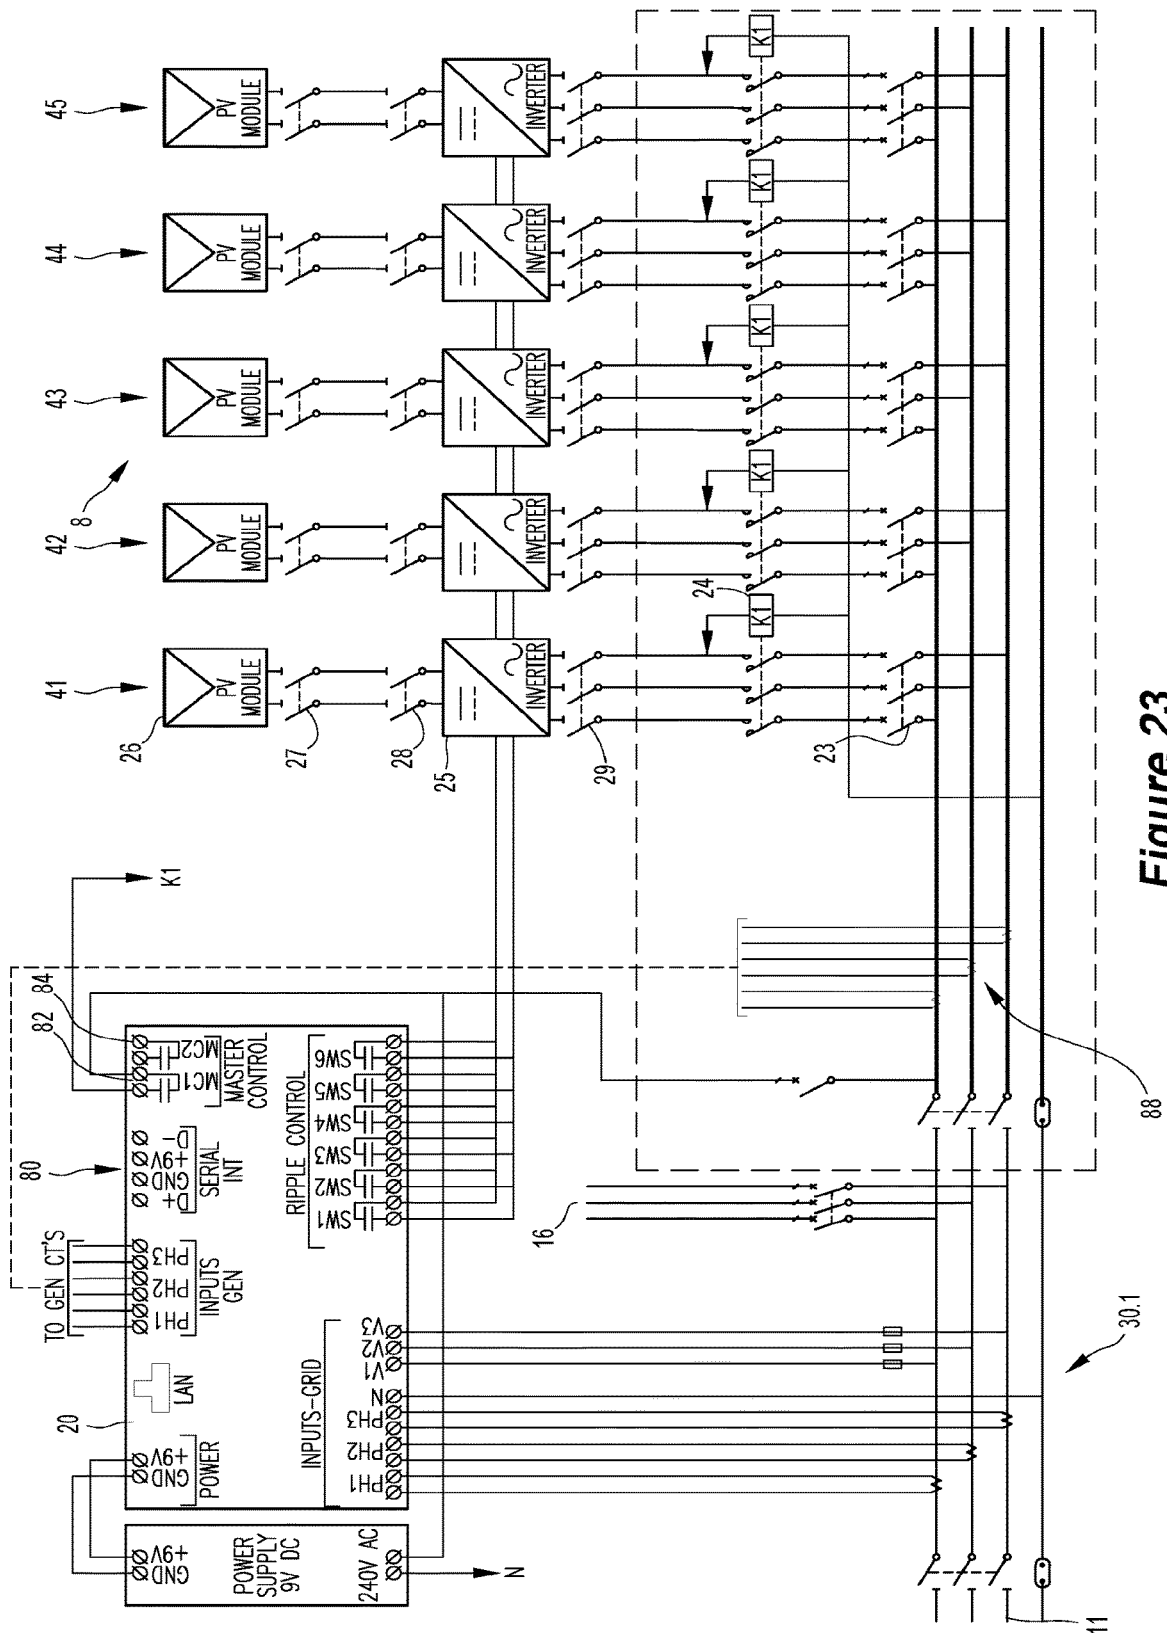 POWER
SUPPLY
9V DC
GND
+9V
240V AC
N
20
GND
+9V
POWER
LAN
TO GEN CT'S
PH1
PH2
PH3
INPUTS
GEN
80
D+
GND
+9V
D-
SERIAL
INT
82
84
MC1
MC2
MASTER
CONTROL
K1
INPUTS-GRID
PH1
PH2
PH3
N
V1
V2
V3
RIPPLE CONTROL
SW1
SW2
SW3
SW4
SW5
SW6
41
42
43
44
45
8
26
PV
MODULE
PV
MODULE
PV
MODULE
PV
MODULE
PV
MODULE
27
28
25
INVERTER
INVERTER
INVERTER
INVERTER
INVERTER
29
24
K1
K1
K1
K1
K1
23
16
88
30.1
11
Figure 23